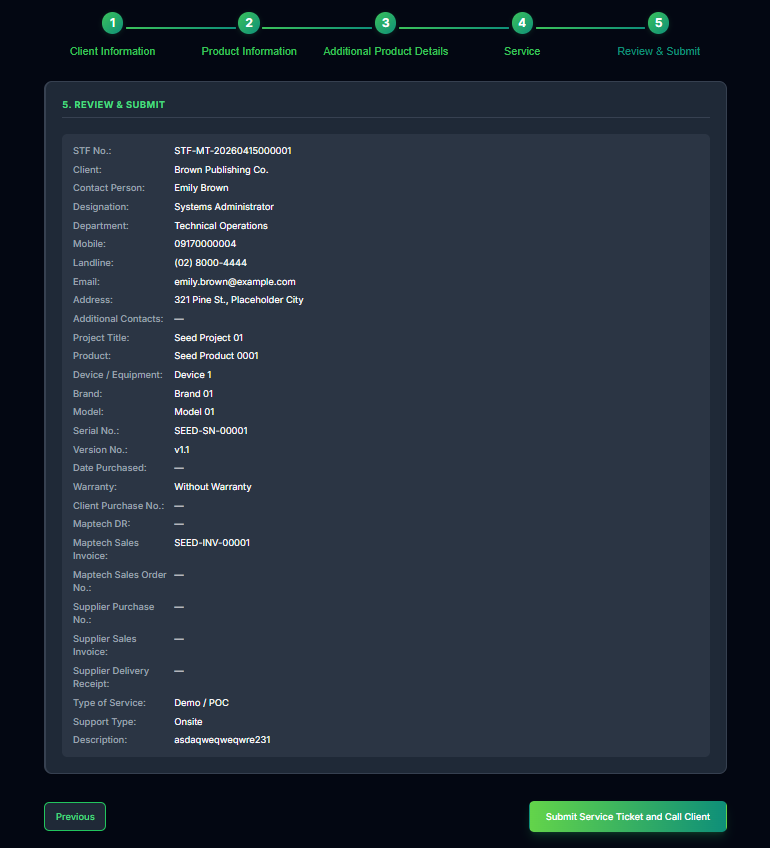 1 2 3 4 5
Client Information Product Information Additional Product Details Service Review & Submit
5. REVIEW & SUBMIT
STF No.: STF-MT-20260415000001
Client: Brown Publishing Co.
Contact Person: Emily Brown
Designation: Systems Administrator
Department: Technical Operations
Mobile: 09170000004
Landline: (02) 8000-4444
Email: emily.brown@example.com
Address: 321 Pine St., Placeholder City
Additional Contacts: —
Project Title: Seed Project 01
Product: Seed Product 0001
Device / Equipment: Device 1
Brand: Brand 01
Model: Model 01
Serial No.: SEED-SN-00001
Version No.: v1.1
Date Purchased: —
Warranty: Without Warranty
Client Purchase No.: —
Maptech DR: —
Maptech Sales SEED-INV-00001
Invoice:
Maptech Sales Order —
No.:
Supplier Purchase —
No.:
Supplier Sales —
Invoice:
Supplier Delivery —
Receipt:
Type of Service: Demo / POC
Support Type: Onsite
Description: asdaqweqweqwre231
Previous Submit Service Ticket and Call Client